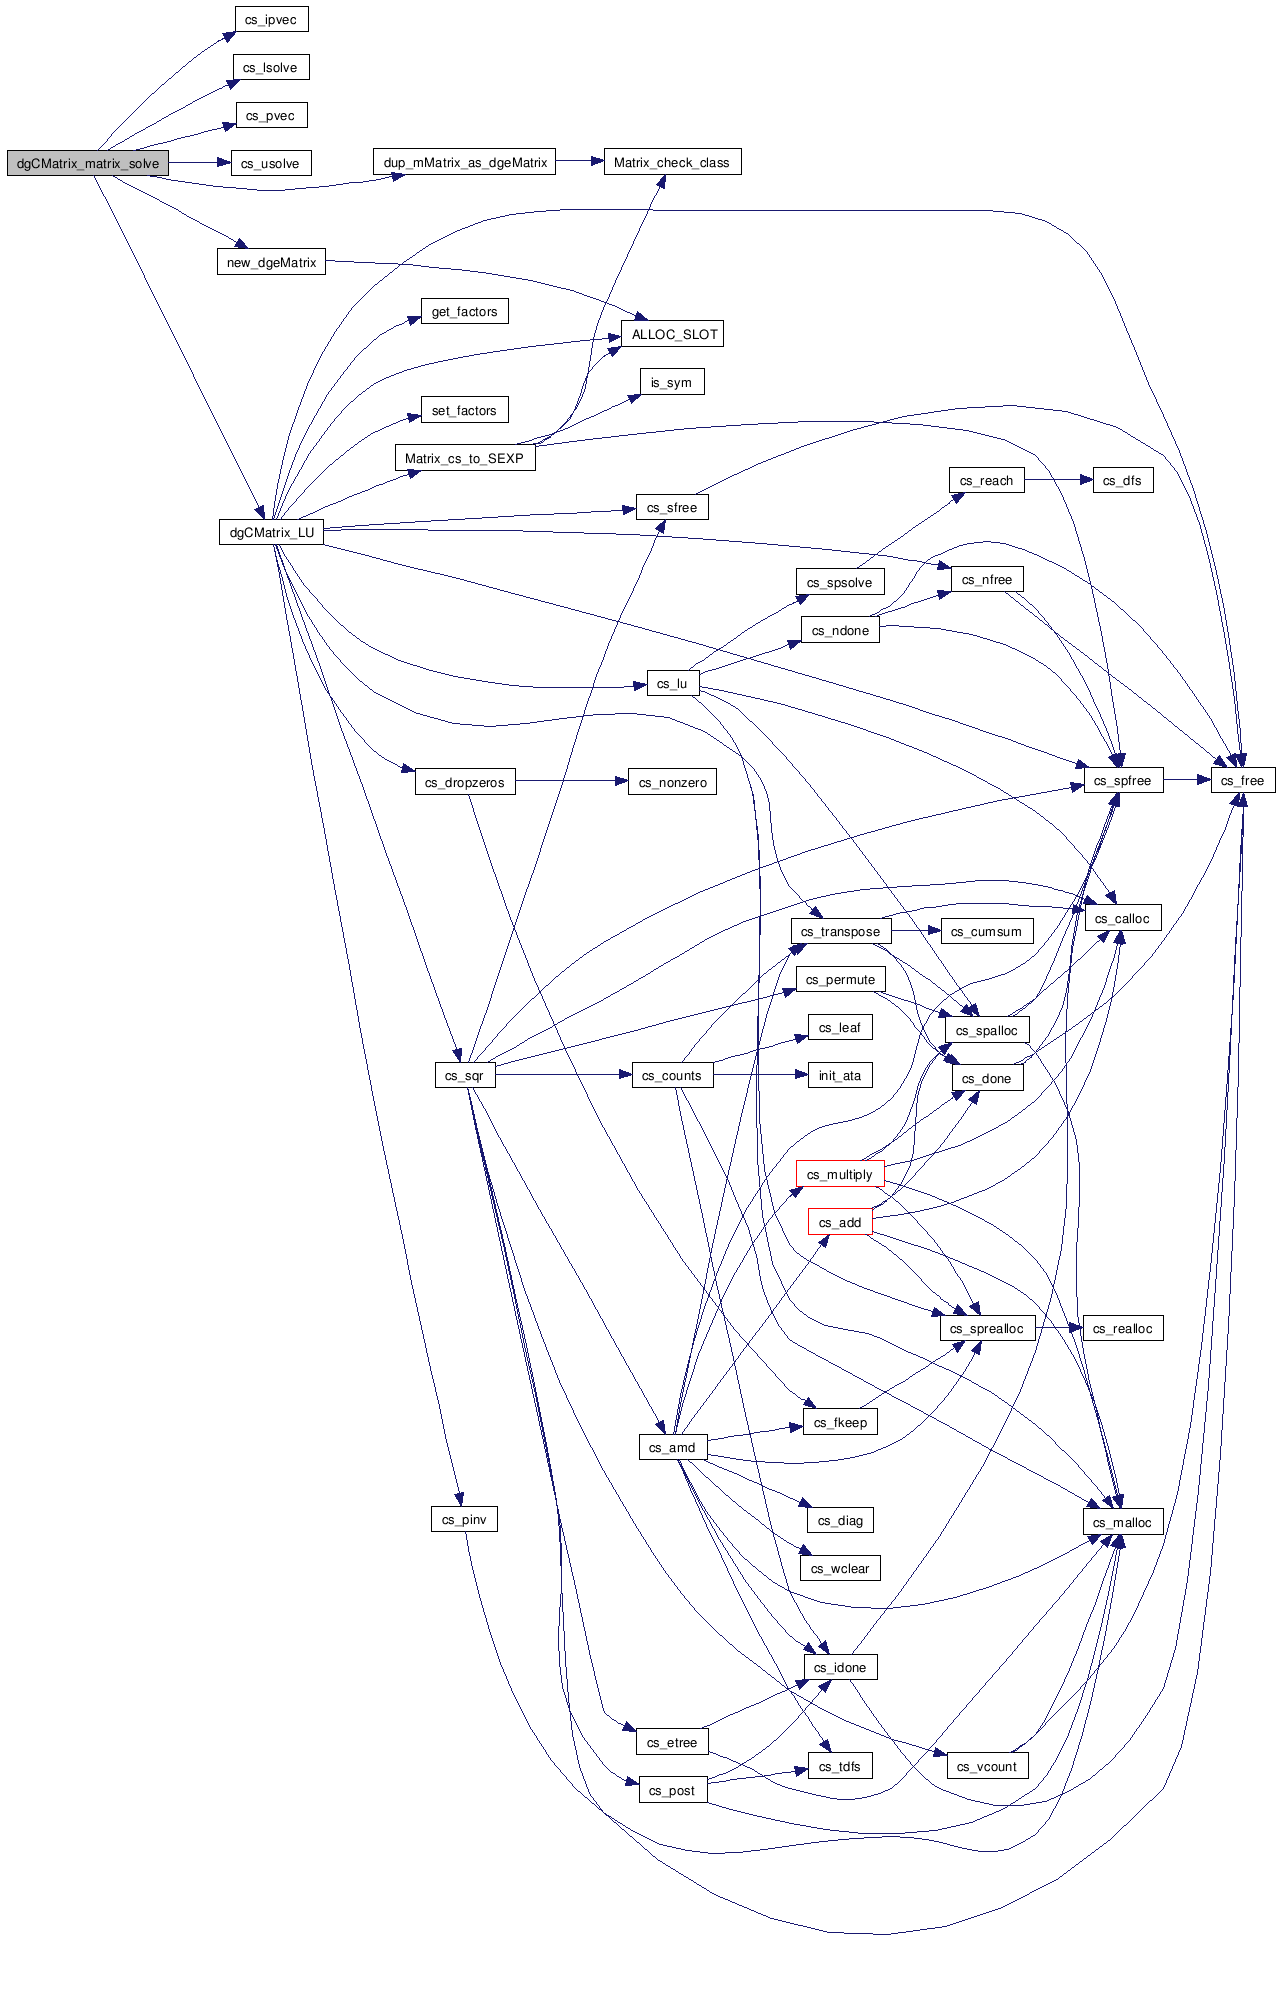 cs_ipvec
cs_lsolve
cs_pvec
dgCMatrix_matrix_solve
cs_usolve
dup_mMatrix_as_dgeMatrix
Matrix_check_class
new_dgeMatrix
get_factors
ALLOC_SLOT
is_sym
set_factors
Matrix_cs_to_SEXP
cs_reach
cs_dfs
cs_sfree
dgCMatrix_LU
cs_spsolve
cs_nfree
cs_ndone
cs_lu
cs_dropzeros
cs_nonzero
cs_spfree
cs_free
cs_calloc
cs_transpose
cs_cumsum
cs_permute
cs_leaf
cs_spalloc
cs_sqr
cs_counts
init_ata
cs_done
cs_multiply
cs_add
cs_sprealloc
cs_realloc
cs_fkeep
cs_amd
cs_pinv
cs_diag
cs_malloc
cs_wclear
cs_idone
cs_etree
cs_tdfs
cs_vcount
cs_post